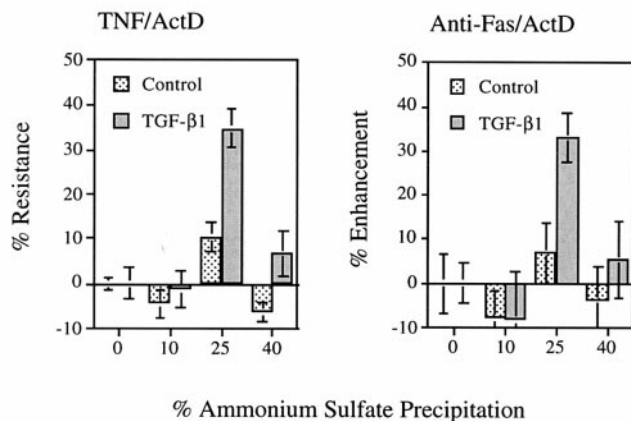 TNF/ActD
% Resistance
50
40
30
20
10
0
-10
Control
TGF-β1
0 10 25 40
Anti-Fas/ActD
% Enhancement
50
40
30
20
10
0
-10
Control
TGF-β1
0 10 25 40
% Ammonium Sulfate Precipitation